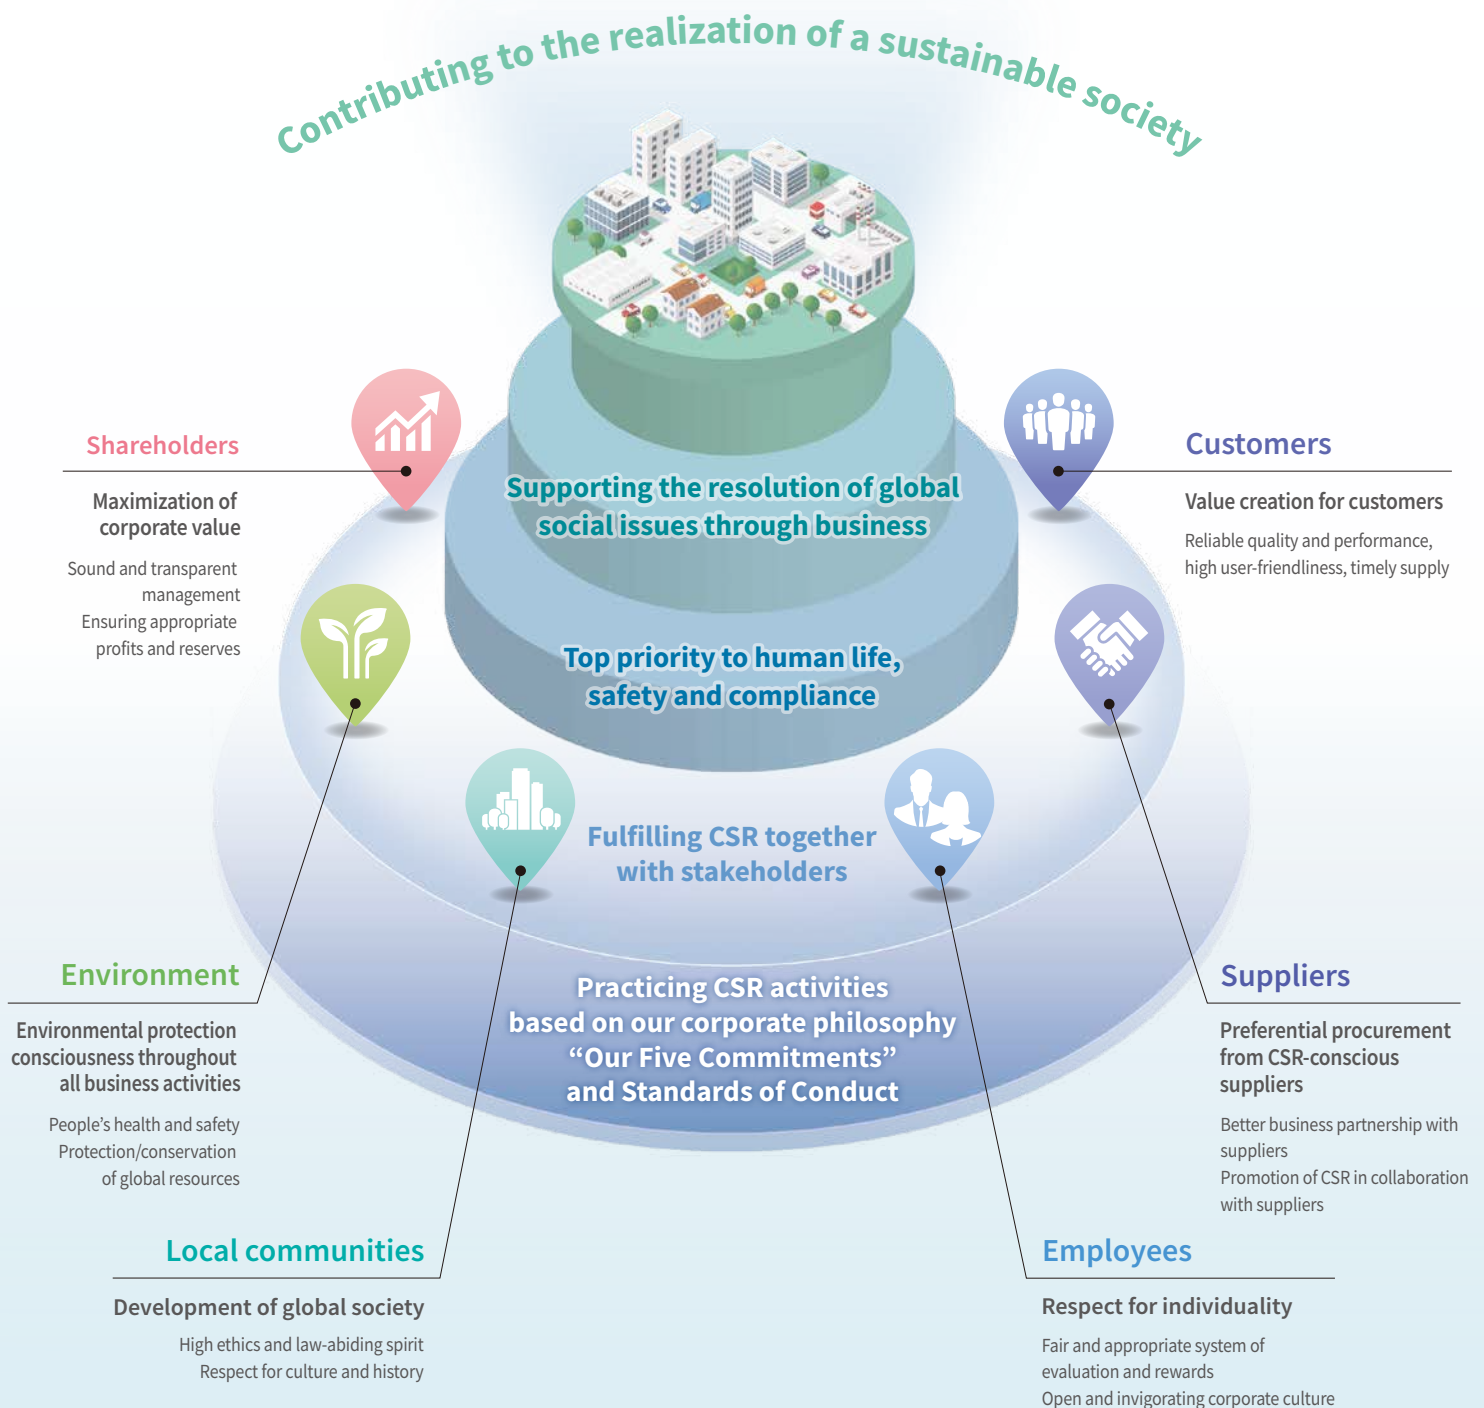 Contributing to the realization of a sustainable society
Shareholders
Maximization of
corporate value
Sound and transparent
management
Ensuring appropriate
profits and reserves
Customers
Value creation for customers
Reliable quality and performance,
high user-friendliness, timely supply
Supporting the resolution of global
social issues through business
Top priority to human life,
safety and compliance
Fulfilling CSR together
with stakeholders
Practicing CSR activities
based on our corporate philosophy
“Our Five Commitments”
and Standards of Conduct
Environment
Environmental protection
consciousness throughout
all business activities
People’s health and safety
Protection/conservation
of global resources
Suppliers
Preferential procurement
from CSR-conscious
suppliers
Better business partnership with
suppliers
Promotion of CSR in collaboration
with suppliers
Local communities
Development of global society
High ethics and law-abiding spirit
Respect for culture and history
Employees
Respect for individuality
Fair and appropriate system of
evaluation and rewards
Open and invigorating corporate culture